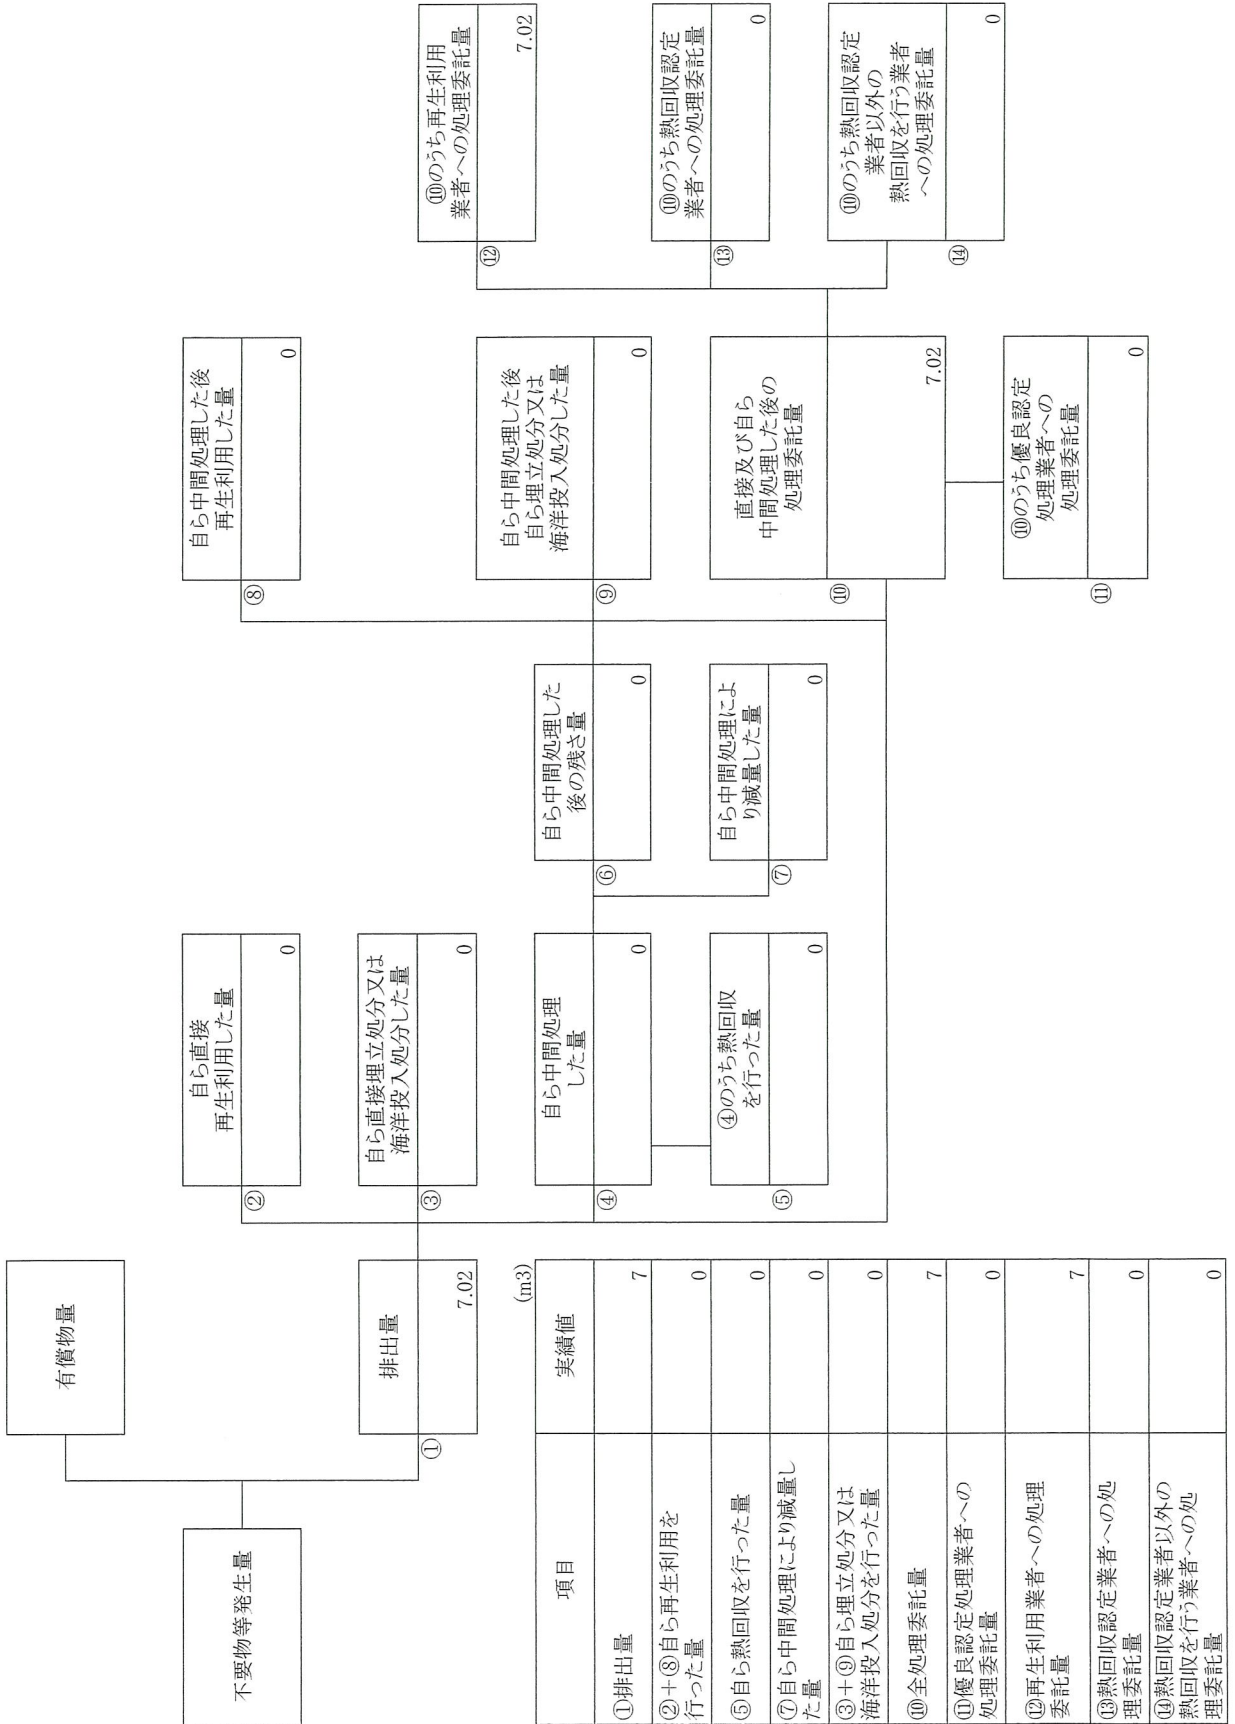 不要物等発生量
有償物量
①
排出量
7.02
②
自ら直接
再生利用した量
0
③
自ら直接埋立処分又は
海洋投入処分した量
0
④
自ら中間処理
した量
0
⑤
④のうち熱回収
を行った量
0
⑥
自ら中間処理した
後の残さ量
0
⑦
自ら中間処理によ
り減量した量
0
⑧
自ら中間処理した後
再生利用した量
0
⑨
自ら中間処理した後
自ら埋立処分又は
海洋投入処分した量
0
⑩
直接及び自ら
中間処理した後の
処理委託量
7.02
⑪
⑩のうち優良認定
処理業者への
処理委託量
0
⑫
⑩のうち再生利用
業者への処理委託量
7.02
⑬
⑩のうち熱回収認定
業者への処理委託量
0
⑭
⑩のうち熱回収認定
業者以外の
熱回収を行う業者
への処理委託量
0
(m3)
項目 実績値
①排出量 7
②+⑧自ら再生利用を
行った量 0
⑤自ら熱回収を行った量 0
⑦自ら中間処理により減量し
た量 0
③+⑨自ら埋立処分又は
海洋投入処分を行った量 0
⑩全処理委託量 7
⑪優良認定処理業者への
処理委託量 0
⑫再生利用業者への処理
委託量 7
⑬熱回収認定業者への処
理委託量 0
⑭熱回収認定業者以外の
熱回収を行う業者への処
理委託量 0